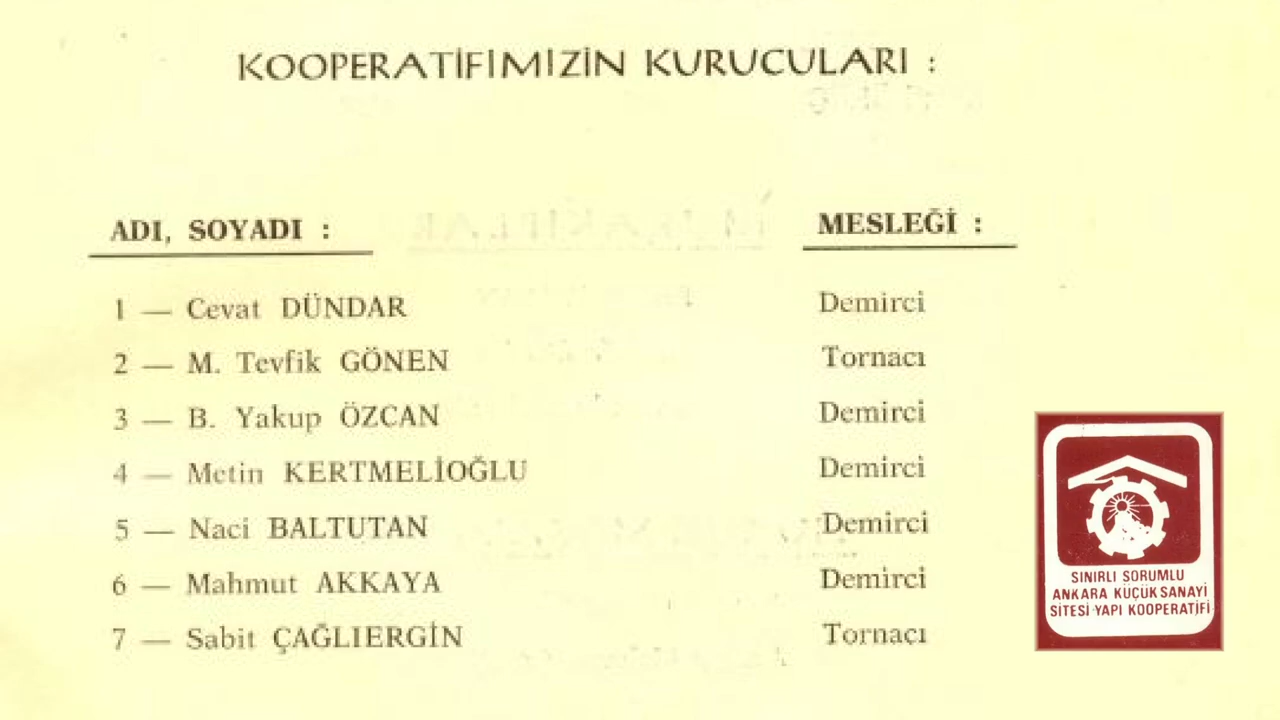 KOOPERATİFİMİZİN KURUCULARI :
ADI, SOYADI : MESLEĞİ :
1 — Cevat DÜNDAR Demirci
2 — M. Tevfik GÖNEN Tornacı
3 — B. Yakup ÖZCAN Demirci
4 — Metin KERTMELİOĞLU Demirci
5 — Naci BALTUTAN Demirci
6 — Mahmut AKKAYA Demirci
7 — Sabit ÇAĞLIERGİN Tornacı
SINIRLI SORUMLU
ANKARA KÜÇÜK SANAYİ
SİTESİ YAPI KOOPERATİFİ